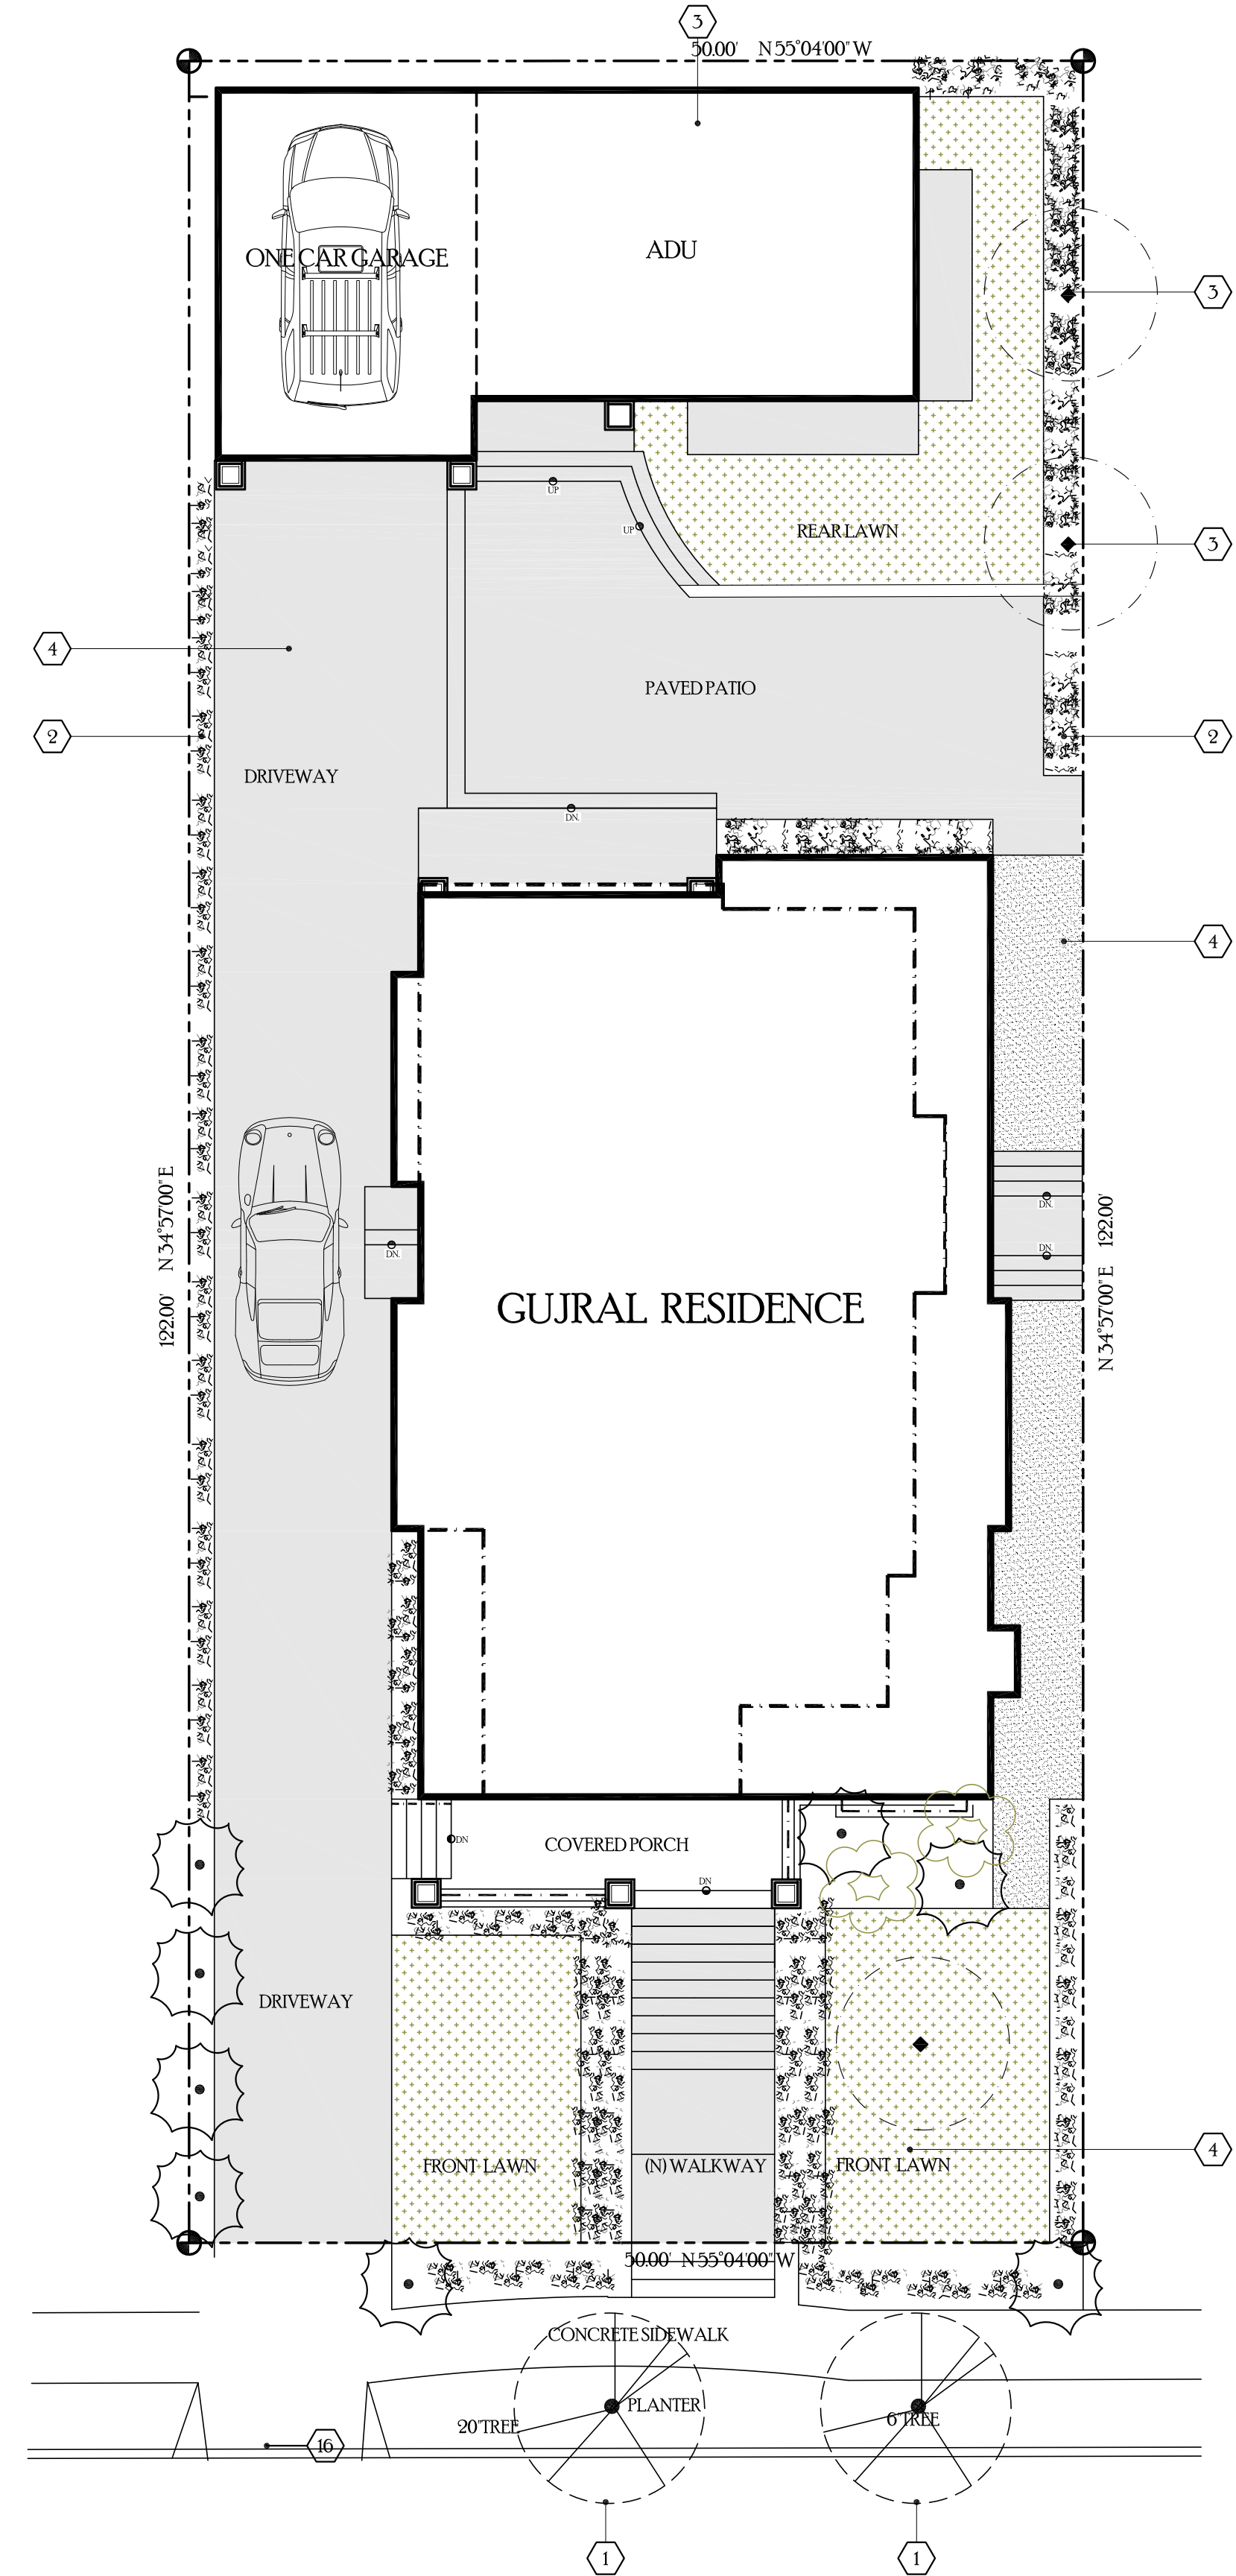 3
50.00' N 55°04'00" W
ONE CAR GARAGE
ADU
3
UP
UP
REAR LAWN
3
4
PAVED PATIO
2
2
DRIVEWAY
DN.
4
122.00' N 34°57'00" E
DN.
DN.
DN.
N 34°57'00" E 122.00'
GUJRAL RESIDENCE
DN
COVERED PORCH
DN
DRIVEWAY
4
FRONT LAWN
(N) WALKWAY
FRONT LAWN
50.00' N 55°04'00" W
CONCRETE SIDEWALK
PLANTER
20" TREE
6" TREE
16
1
1